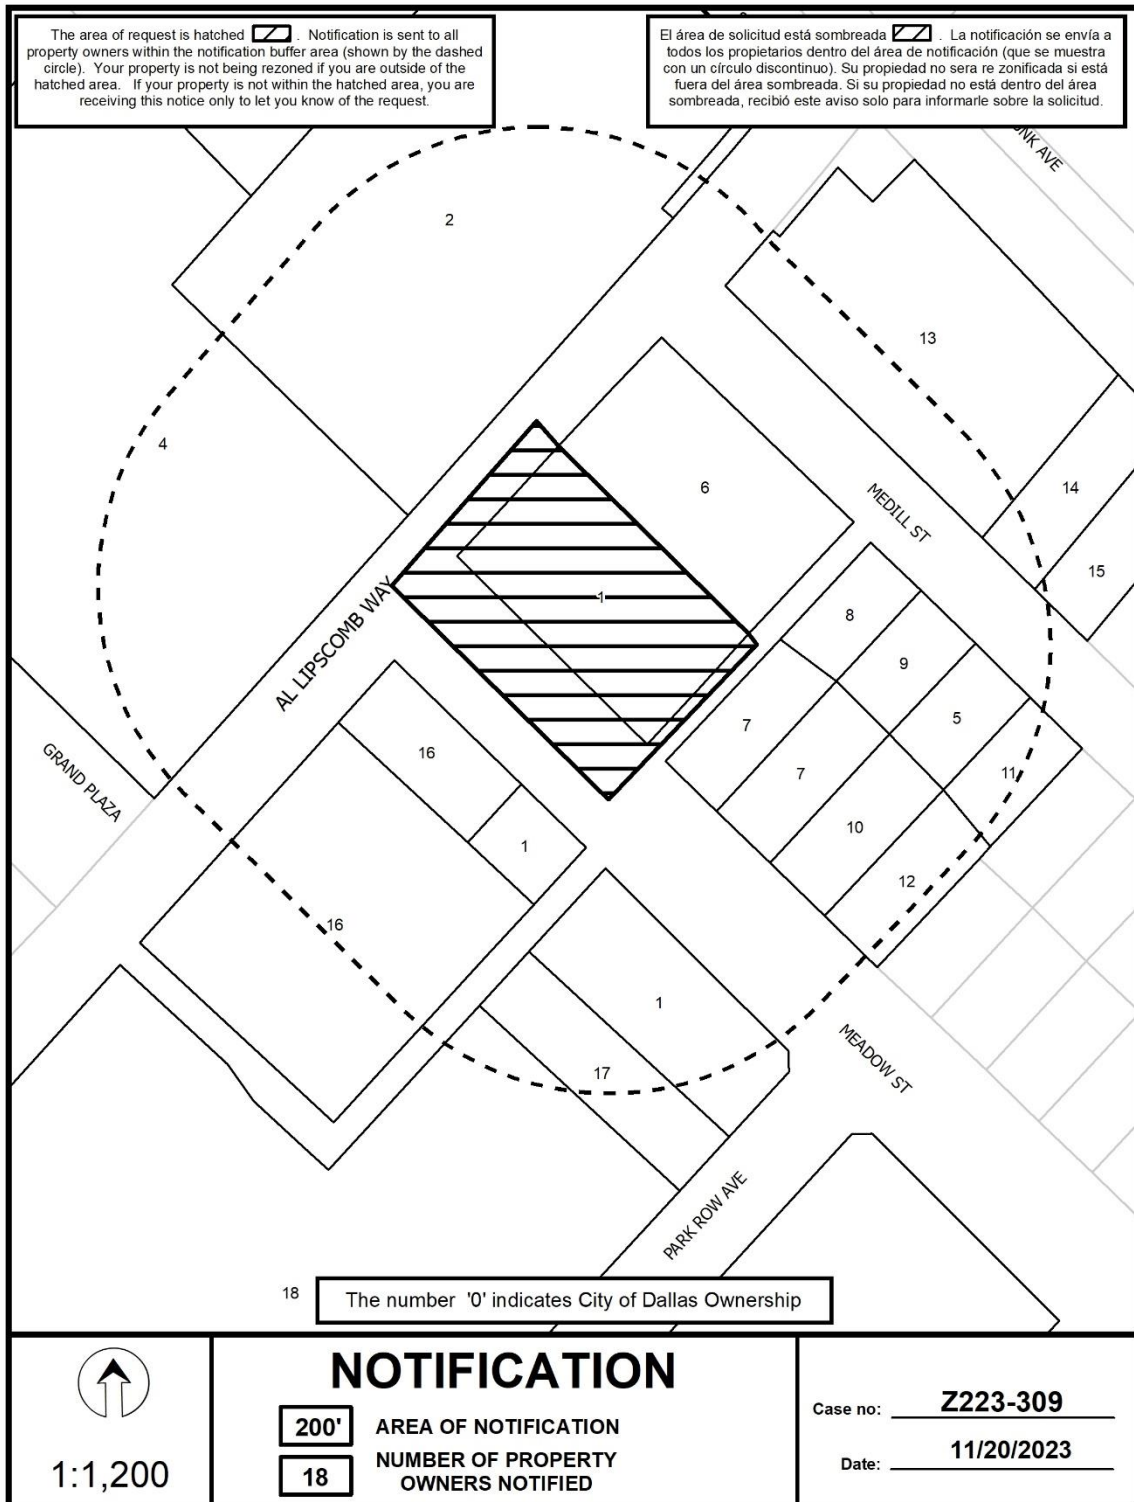 The area of request is hatched . Notification is sent to all
property owners within the notification buffer area (shown by the dashed
circle). Your property is not being rezoned if you are outside of the
hatched area. If your property is not within the hatched area, you are
receiving this notice only to let you know of the request.
El área de solicitud está sombreada . La notificación se envía a
todos los propietarios dentro del área de notificación (que se muestra
con un círculo discontinuo). Su propiedad no sera re zonificada si está
fuera del área sombreada. Si su propiedad no está dentro del área
sombreada, recibió este aviso solo para informarle sobre la solicitud.
AVE
2
13
4
6
14
MEDILL ST
15
1
8
AL LIPSCOMB WAY
9
5
7
16
GRAND PLAZA
7
11
10
1
12
16
1
MEADOW ST
17
PARK ROW AVE
18
The number '0' indicates City of Dallas Ownership
1:1,200
NOTIFICATION
200' AREA OF NOTIFICATION
18 NUMBER OF PROPERTY
OWNERS NOTIFIED
Case no: Z223-309
Date: 11/20/2023